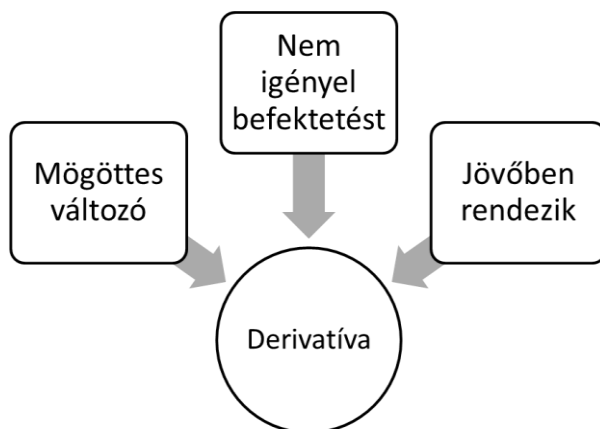 Nem
igényel
befektetést
Mögöttes
változó
Jövőben
rendezik
Derivatíva